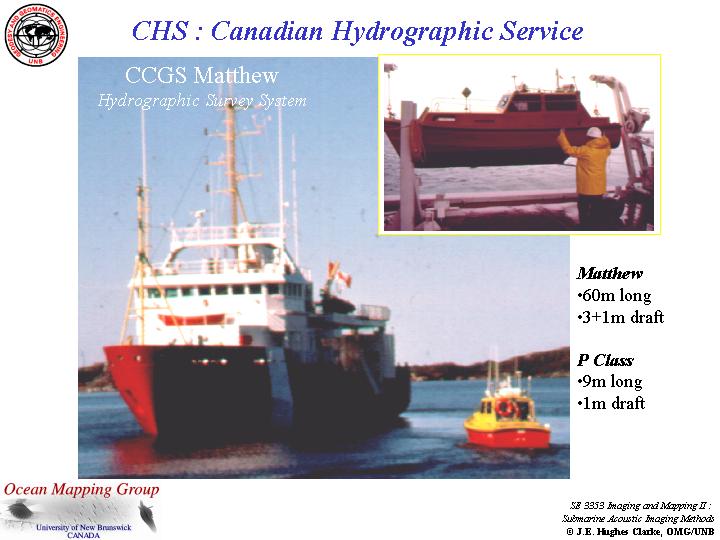 CHS : Canadian Hydrographic Service
GEODESY AND GEOMATICS ENGINEERING
UNB
CCGS Matthew
Hydrographic Survey System
Matthew
•60m long
•3+1m draft
P Class
•9m long
•1m draft
Ocean Mapping Group
University of New Brunswick
CANADA
SE 3353 Imaging and Mapping II :
Submarine Acoustic Imaging Methods
© J.E. Hughes Clarke, OMG/UNB